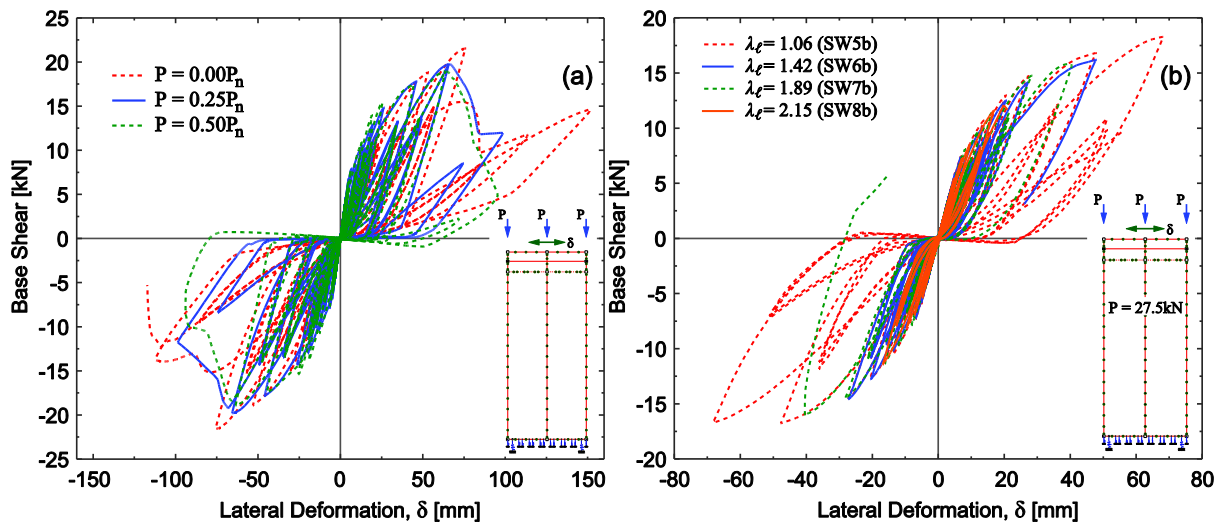 25
20
15
10
5
0
-5
-10
-15
-20
-25
Base Shear [kN]
P = 0.00Pn
P = 0.25Pn
P = 0.50Pn
(a)
P P P
δ
-150 -100 -50 0 50 100 150
Lateral Deformation, δ [mm]
20
15
10
5
0
-5
-10
-15
-20
Base Shear [kN]
λℓ= 1.06 (SW5b)
λℓ= 1.42 (SW6b)
λℓ= 1.89 (SW7b)
λℓ= 2.15 (SW8b)
(b)
P P P
δ
P = 27.5kN
-80 -60 -40 -20 0 20 40 60 80
Lateral Deformation, δ [mm]